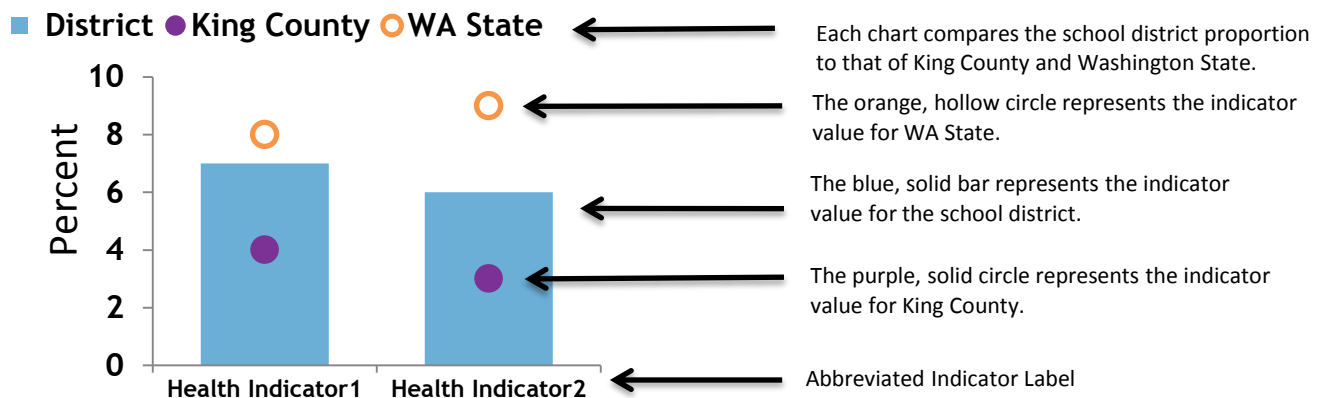 District King County WA State
Each chart compares the school district proportion
to that of King County and Washington State.
10
8
6
4
2
0
Percent
The orange, hollow circle represents the indicator
value for WA State.
The blue, solid bar represents the indicator
value for the school district.
The purple, solid circle represents the indicator
value for King County.
Health Indicator1
Health Indicator2
Abbreviated Indicator Label